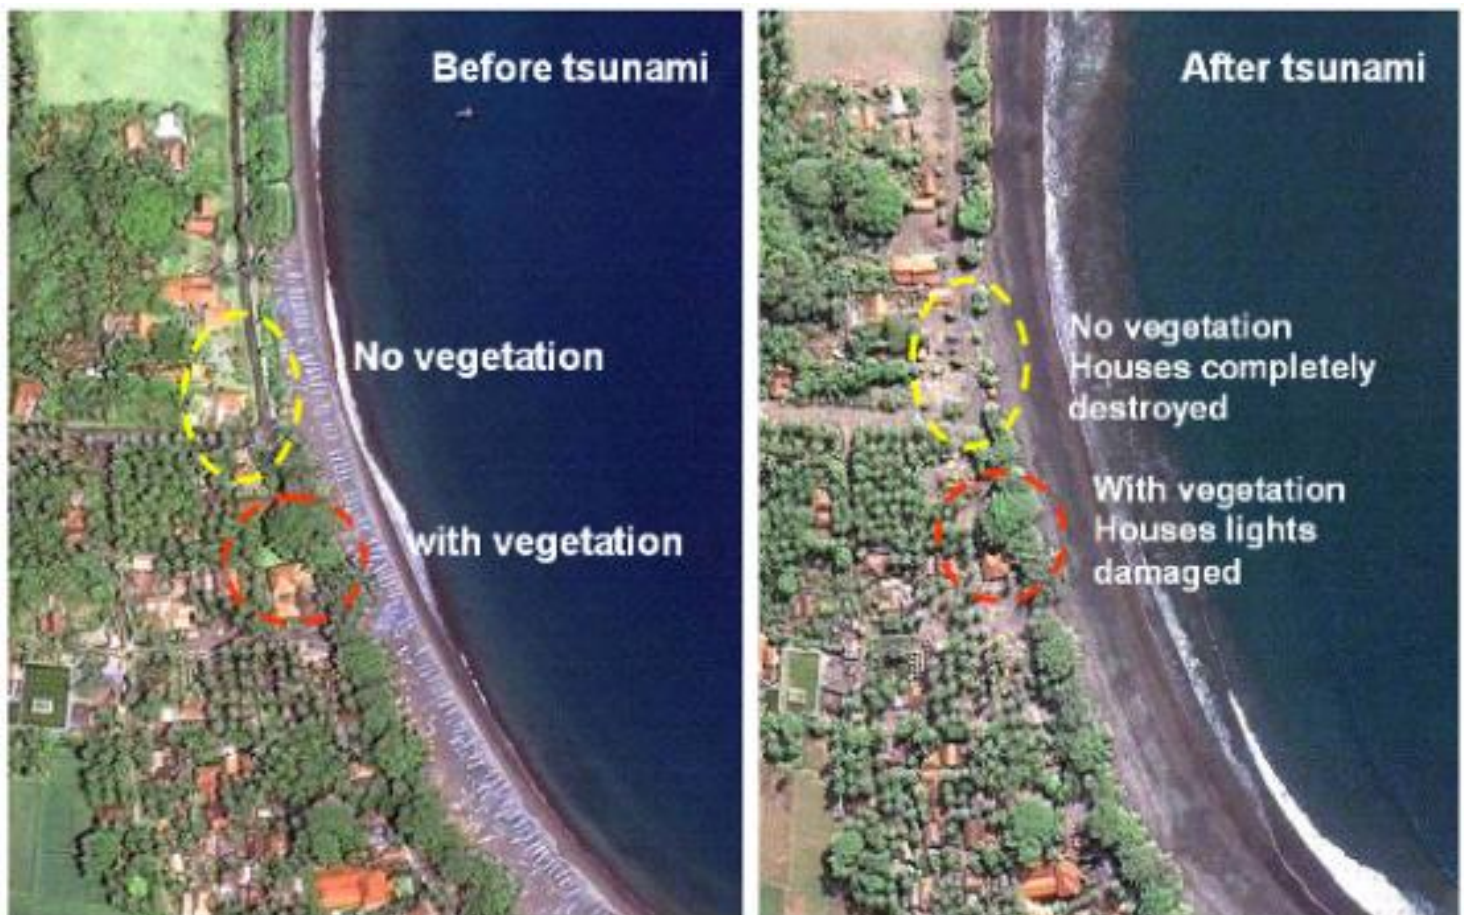 Before tsunami
No vegetation
with vegetation
After tsunami
No vegetation
Houses completely
destroyed
With vegetation
Houses lights
damaged